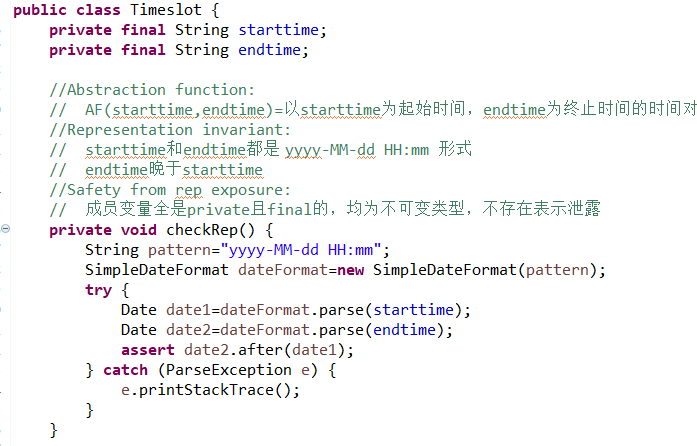 public class Timeslot {
    private final String starttime;
    private final String endtime;

    //Abstraction function:
    //  AF(starttime,endtime)=以starttime为起始时间，endtime为终止时间的时间对
    //Representation invariant:
    //  starttime和endtime都是 yyyy-MM-dd HH:mm 形式
    //  endtime晚于starttime
    //Safety from rep exposure:
    //  成员变量全是private且final的，均为不可变类型，不存在表示泄露
    private void checkRep() {
        String pattern="yyyy-MM-dd HH:mm";
        SimpleDateFormat dateFormat=new SimpleDateFormat(pattern);
        try {
            Date date1=dateFormat.parse(starttime);
            Date date2=dateFormat.parse(endtime);
            assert date2.after(date1);
        } catch (ParseException e) {
            e.printStackTrace();
        }
    }